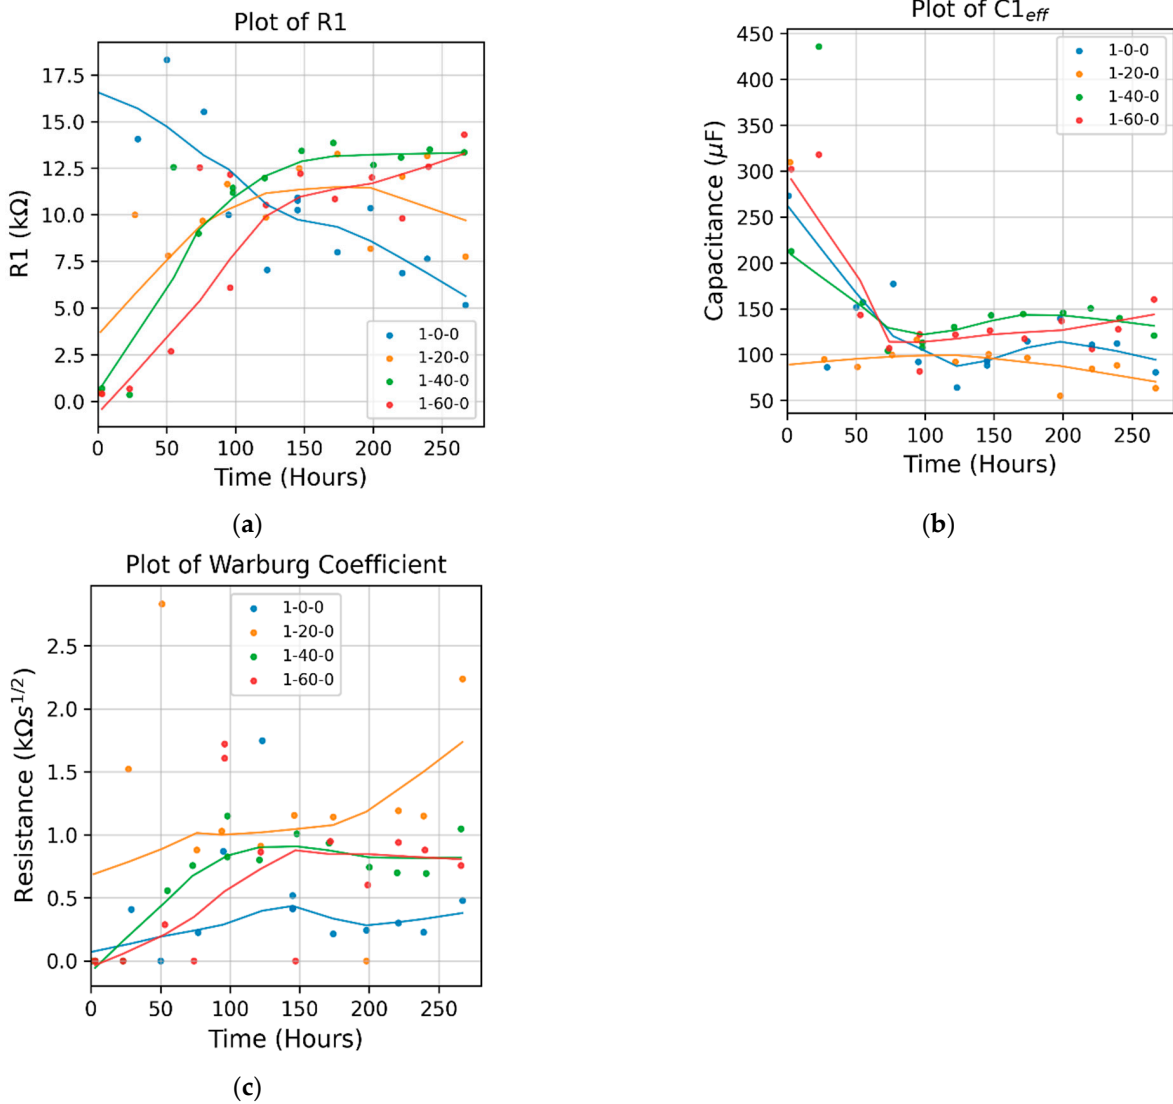 Plot of R1
17.5
15.0
12.5
10.0
7.5
5.0
2.5
0.0
R1 (kΩ)
1-0-0
1-20-0
1-40-0
1-60-0
0 50 100 150 200 250
Time (Hours)
(a)
Plot of C1eff
450
400
350
300
250
200
150
100
50
Capacitance (μF)
1-0-0
1-20-0
1-40-0
1-60-0
0 50 100 150 200 250
Time (Hours)
(b)
Plot of Warburg Coefficient
2.5
2.0
1.5
1.0
0.5
0.0
Resistance (kΩs1/2)
1-0-0
1-20-0
1-40-0
1-60-0
0 50 100 150 200 250
Time (Hours)
(c)